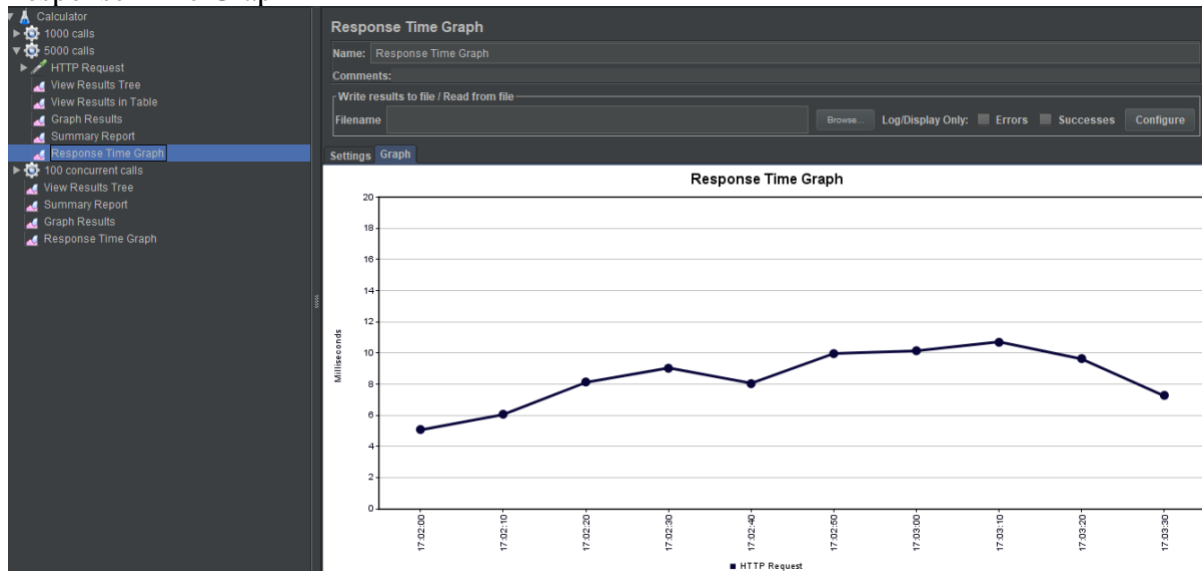 Calculator
1000 calls
5000 calls
HTTP Request
View Results Tree
View Results in Table
Graph Results
Summary Report
Response Time Graph
100 concurrent calls
View Results Tree
Summary Report
Graph Results
Response Time Graph
Response Time Graph
Name: Response Time Graph
Comments:
Write results to file / Read from file
Filename Browse... Log/Display Only: Errors Successes Configure
Settings Graph
Response Time Graph
20
18
16
14
12
10
8
6
4
2
0
Milliseconds
17:02:00 17:02:10 17:02:20 17:02:30 17:02:40 17:02:50 17:03:00 17:03:10 17:03:20 17:03:30
HTTP Request